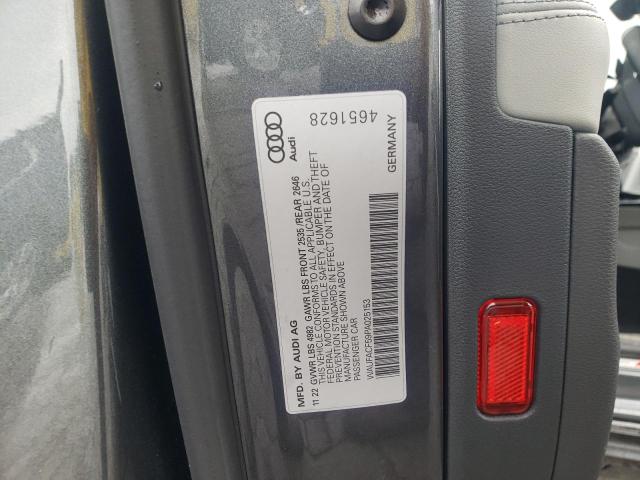 Audi
4651628
MFD. BY AUDI AG
GERMANY
11 22 GVWR LBS 4982 GAWR LBS FRONT 2535 /REAR 2646
THIS VEHICLE CONFORMS TO ALL APPLICABLE U.S.
FEDERAL MOTOR VEHICLE SAFETY, BUMPER AND THEFT
PREVENTION STANDARDS IN EFFECT ON THE DATE OF
MANUFACTURE SHOWN ABOVE
PASSENGER CAR
WAUFACF59PA025153